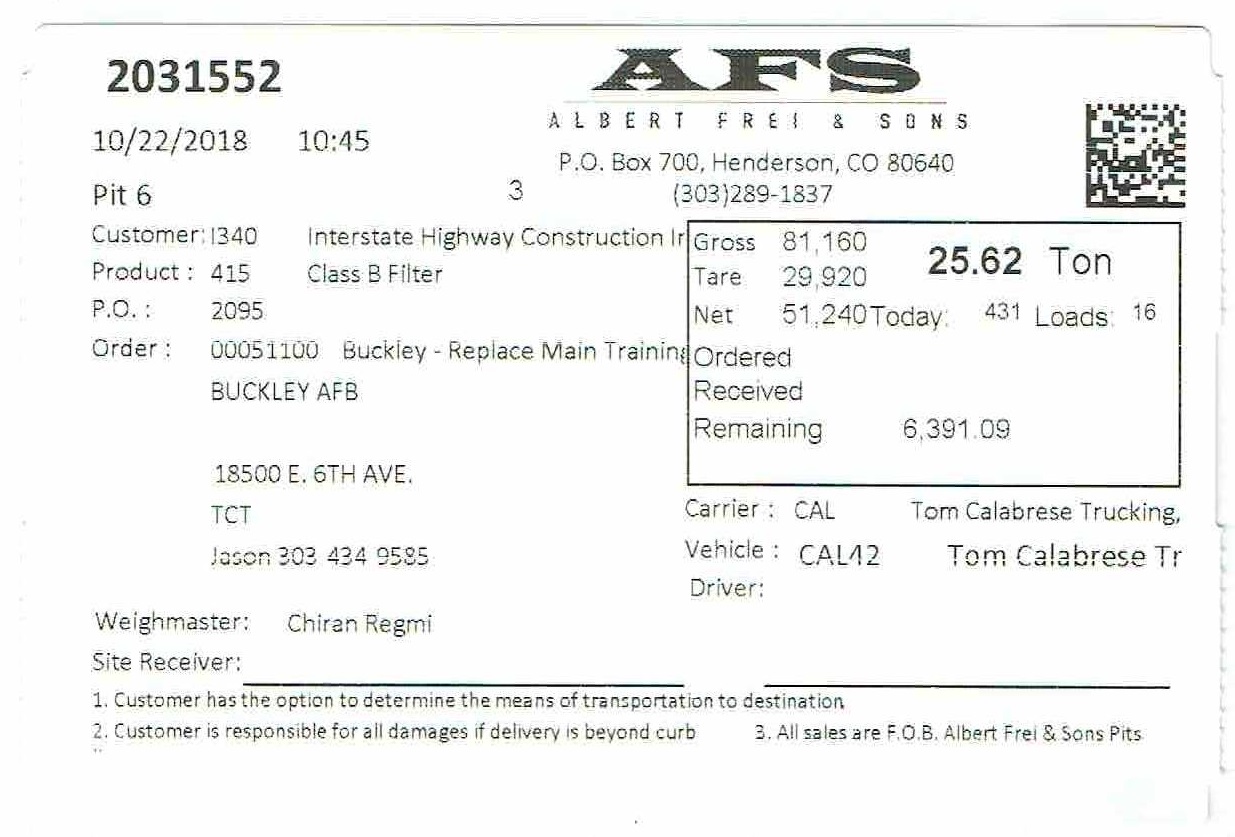 2031552
AFS
ALBERT FREI & SONS
10/22/2018 10:45
P.O. Box 700, Henderson, CO 80640
Pit 6 3 (303)289-1837
Customer: I340 Interstate Highway Construction Ir
Product : 415 Class B Filter
P.O. : 2095
Order : 00051100 Buckley - Replace Main Training
BUCKLEY AFB
18500 E. 6TH AVE.
TCT
Jason 303 434 9585
Gross 81,160 25.62 Ton
Tare 29,920
Net 51,240 Today: 431 Loads: 16
Ordered
Received
Remaining 6,391.09
Carrier : CAL Tom Calabrese Trucking,
Vehicle : CAL42 Tom Calabrese Tr
Driver:
Weighmaster: Chiran Regmi
Site Receiver:
1. Customer has the option to determine the means of transportation to destination
2. Customer is responsible for all damages if delivery is beyond curb 3. All sales are F.O.B. Albert Frei & Sons Pits